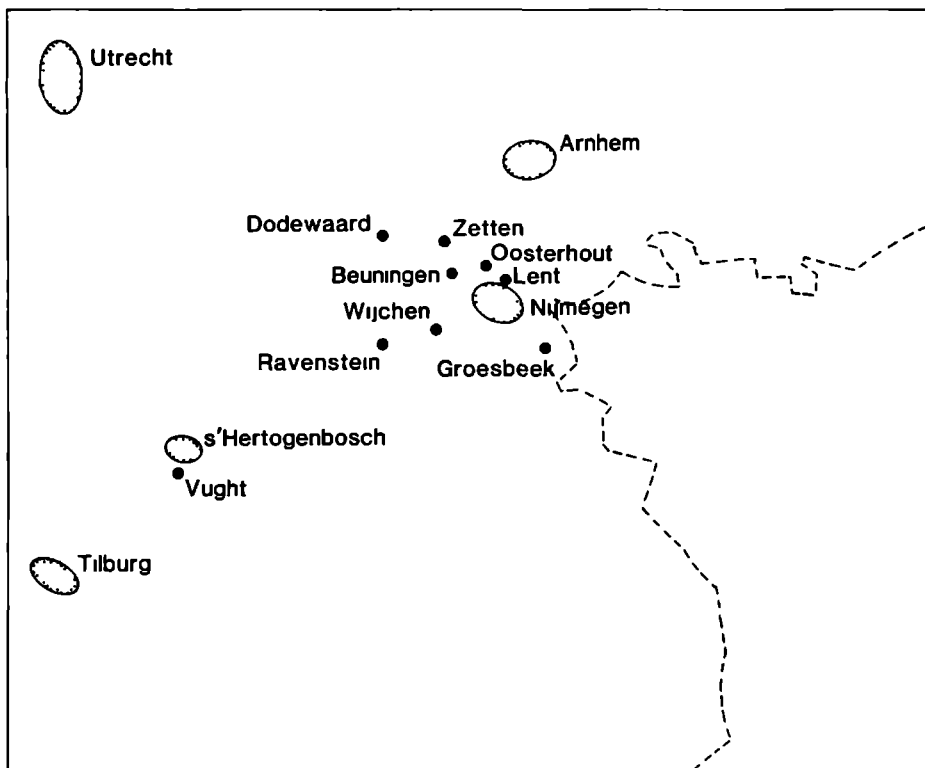 Utrecht
Arnhem
Dodewaard
Zetten
Oosterhout
Beuningen
Lent
Nijmegen
Wijchen
Ravenstein
Groesbeek
s'Hertogenbosch
Vught
Tilburg